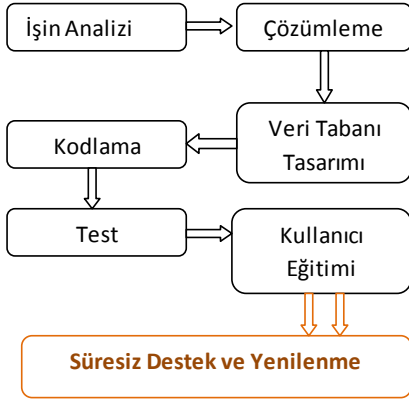 İşin Analizi
Çözümleme
Veri Tabanı
Tasarımı
Kodlama
Test
Kullanıcı
Eğitimi
Süresiz Destek ve Yenilenme